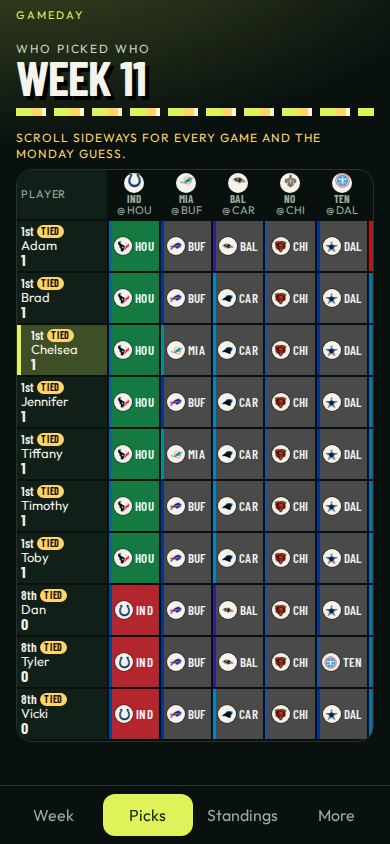 GAMEDAY
WHO PICKED WHO
WEEK 11
SCROLL SIDEWAYS FOR EVERY GAME AND THE
MONDAY GUESS.
PLAYER IND @HOU MIA @BUF BAL @CAR NO @CHI TEN @DAL
1st TIED
Adam HOU BUF BAL CHI DAL
1
1st TIED
Brad HOU BUF CAR CHI DAL
1
1st TIED
Chelsea HOU MIA CAR CHI DAL
1
1st TIED
Jennifer HOU BUF CAR CHI DAL
1
1st TIED
Tiffany HOU MIA CAR CHI DAL
1
1st TIED
Timothy HOU BUF CAR CHI DAL
1
1st TIED
Toby HOU BUF CAR CHI DAL
1
8th TIED
Dan IND BUF BAL CHI DAL
0
8th TIED
Tyler IND BUF BAL CHI TEN
0
8th TIED
Vicki IND BUF CAR CHI DAL
0
Week Picks Standings More